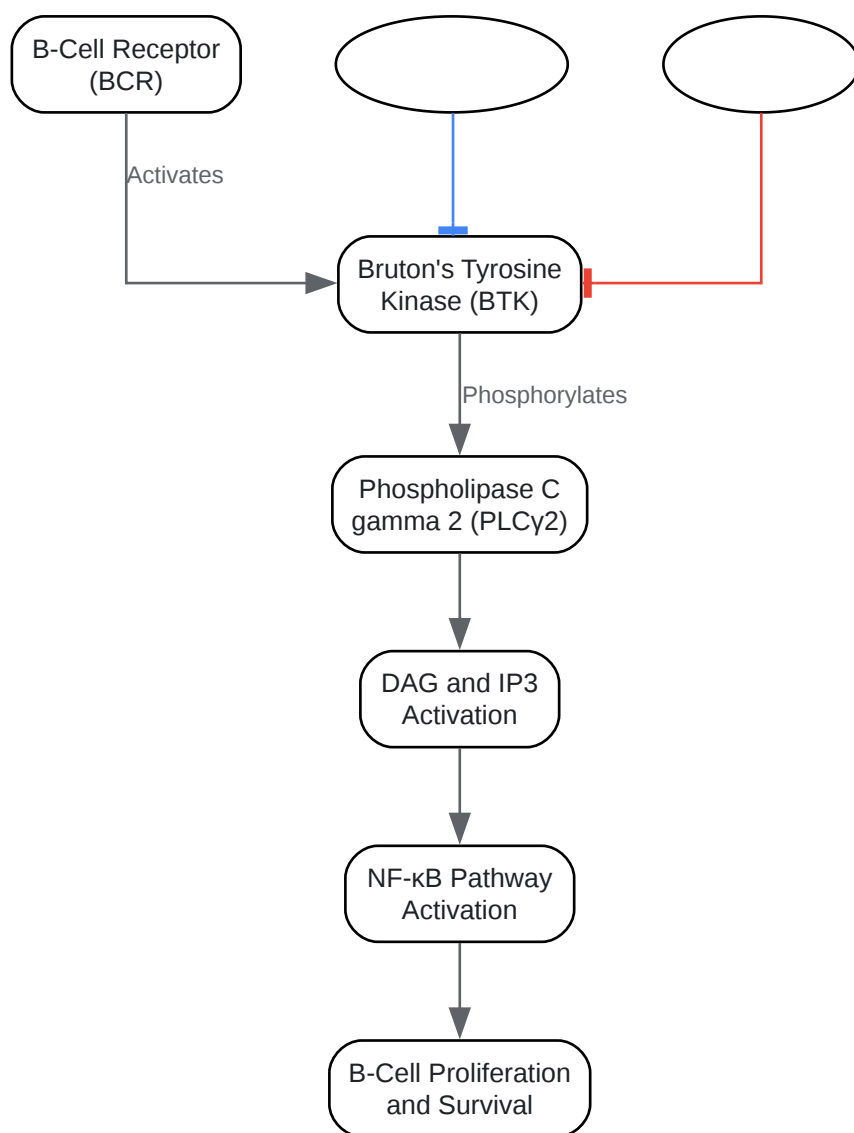 B-Cell Receptor
(BCR)
Activates
Bruton's Tyrosine
Kinase (BTK)
Phosphorylates
Phospholipase C
gamma 2 (PLCγ2)
DAG and IP3
Activation
NF-κB Pathway
Activation
B-Cell Proliferation
and Survival